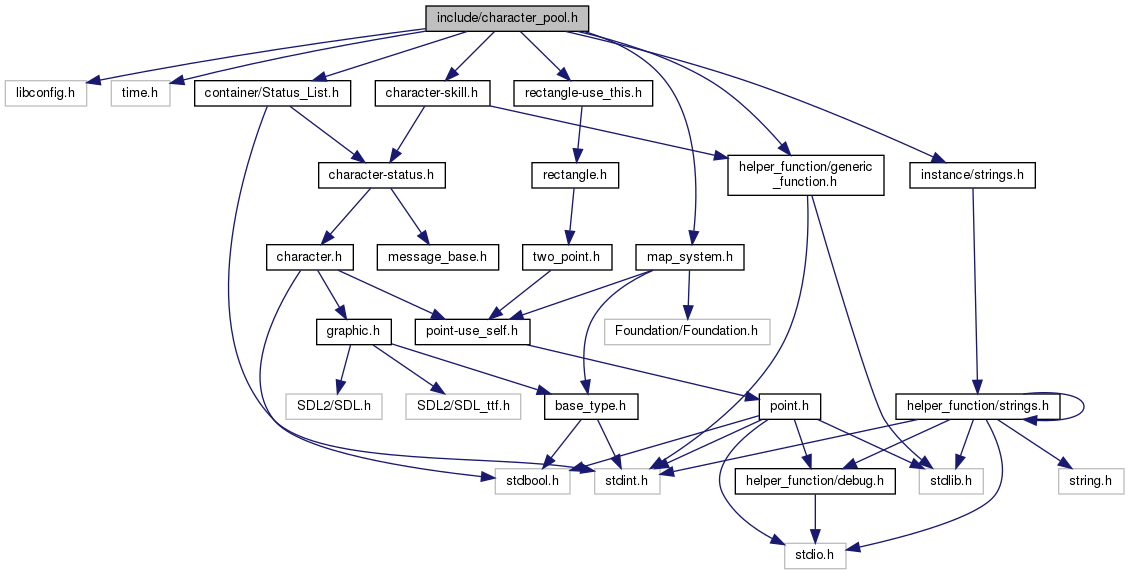 include/character_pool.h
libconfig.h
time.h
container/Status_List.h
character-skill.h
rectangle-use_this.h
helper_function/generic
_function.h
instance/strings.h
character-status.h
rectangle.h
character.h
message_base.h
two_point.h
map_system.h
graphic.h
point-use_self.h
Foundation/Foundation.h
SDL2/SDL.h
SDL2/SDL_ttf.h
base_type.h
point.h
helper_function/strings.h
stdbool.h
stdint.h
helper_function/debug.h
stdlib.h
string.h
stdio.h